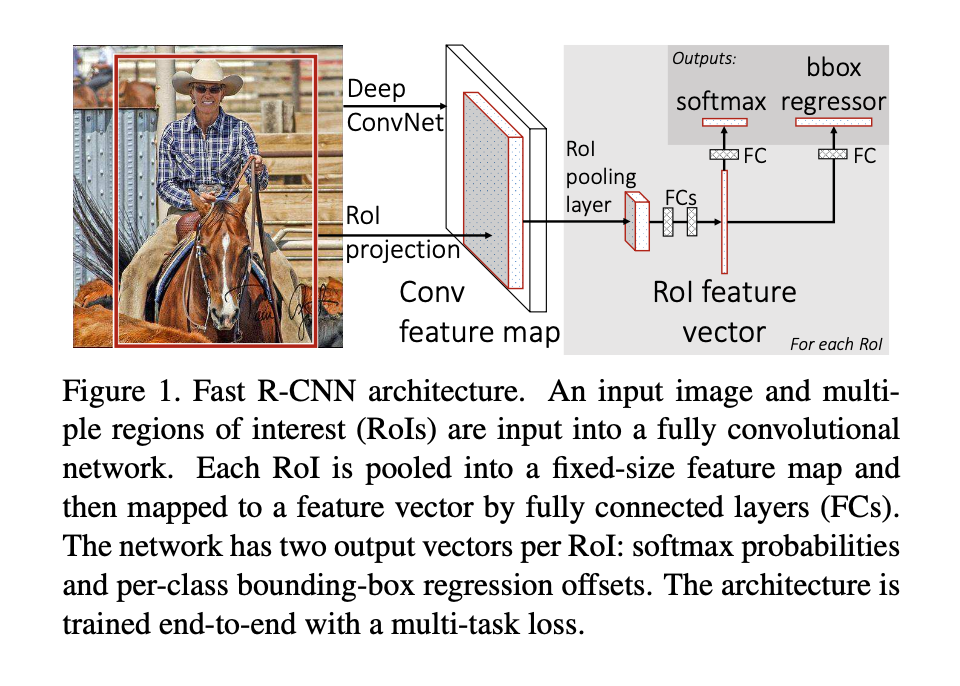 Outputs:
bbox
softmax regressor
Deep
ConvNet
FC
FC
RoI
pooling
layer
FCs
RoI
projection
Conv
feature map
RoI feature
vector
For each RoI
Figure 1. Fast R-CNN architecture. An input image and multi-
ple regions of interest (RoIs) are input into a fully convolutional
network. Each RoI is pooled into a fixed-size feature map and
then mapped to a feature vector by fully connected layers (FCs).
The network has two output vectors per RoI: softmax probabilities
and per-class bounding-box regression offsets. The architecture is
trained end-to-end with a multi-task loss.